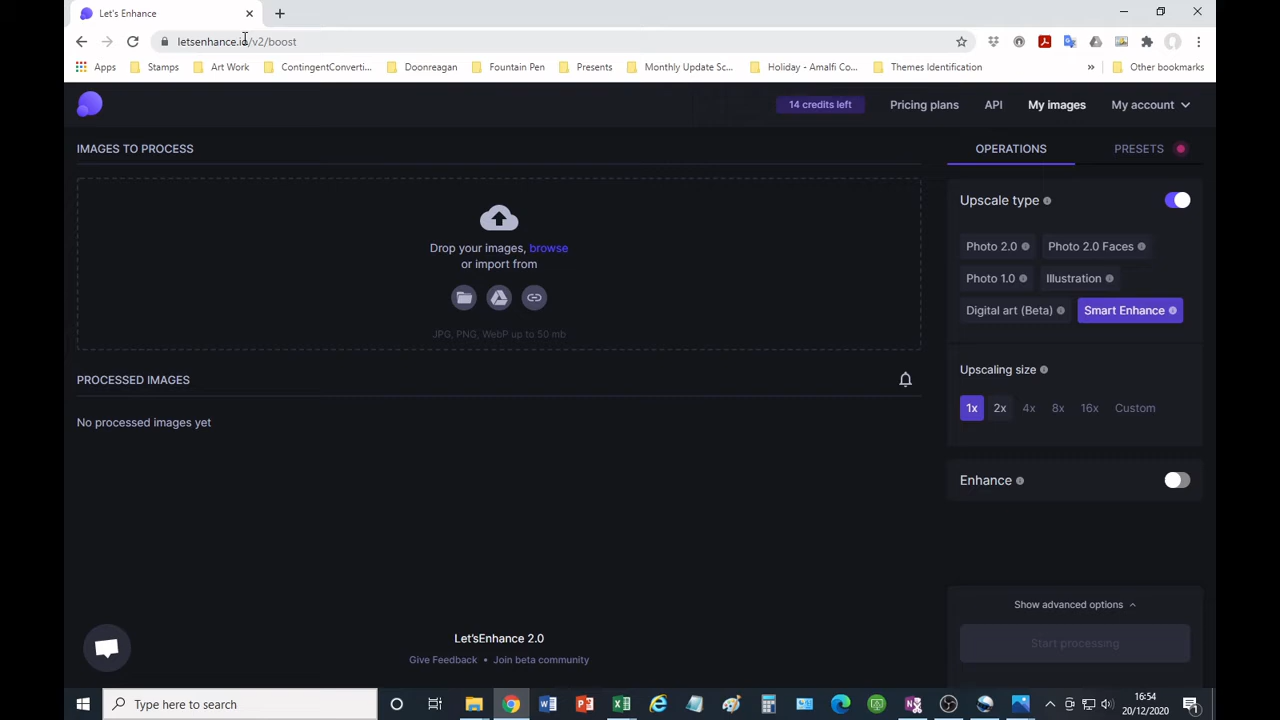 Let's Enhance
letsenhance.io/v2/boost
Apps Stamps Art Work ContingentConverti... Doonreagan Fountain Pen Presents Monthly Update Sc... Holiday - Amalfi Co... Themes Identification » Other bookmarks
14 credits left Pricing plans API My images My account
IMAGES TO PROCESS
OPERATIONS PRESETS
Upscale type
Drop your images, browse
or import from
JPG, PNG, WebP up to 50 mb
Photo 2.0 Photo 2.0 Faces
Photo 1.0 Illustration
Digital art (Beta) Smart Enhance
Upscaling size
1x 2x 4x 8x 16x Custom
Enhance
PROCESSED IMAGES
No processed images yet
Show advanced options
Start processing
Let'sEnhance 2.0
Give Feedback • Join beta community
Type here to search
16:54
20/12/2020
1